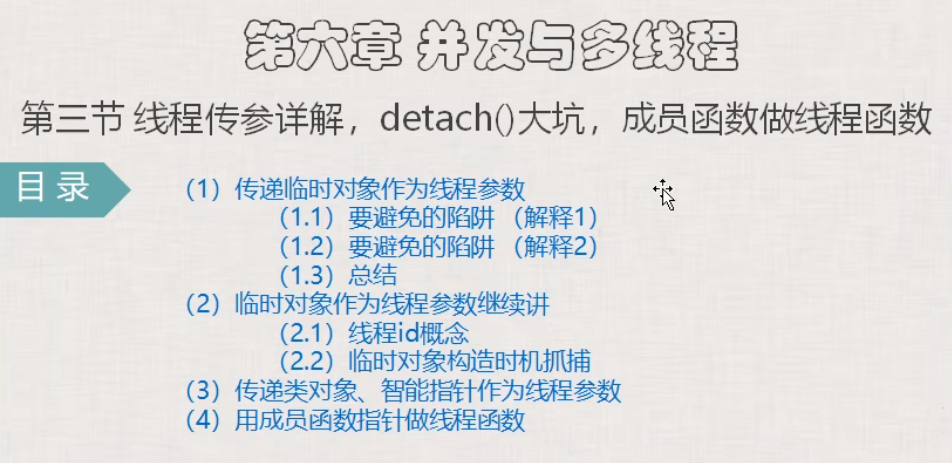 第六章 并发与多线程
第三节 线程传参详解，detach()大坑，成员函数做线程函数
目 录
（1）传递临时对象作为线程参数
（1.1）要避免的陷阱 （解释1）
（1.2）要避免的陷阱 （解释2）
（1.3）总结
（2）临时对象作为线程参数继续讲
（2.1）线程id概念
（2.2）临时对象构造时机抓捕
（3）传递类对象、智能指针作为线程参数
（4）用成员函数指针做线程函数